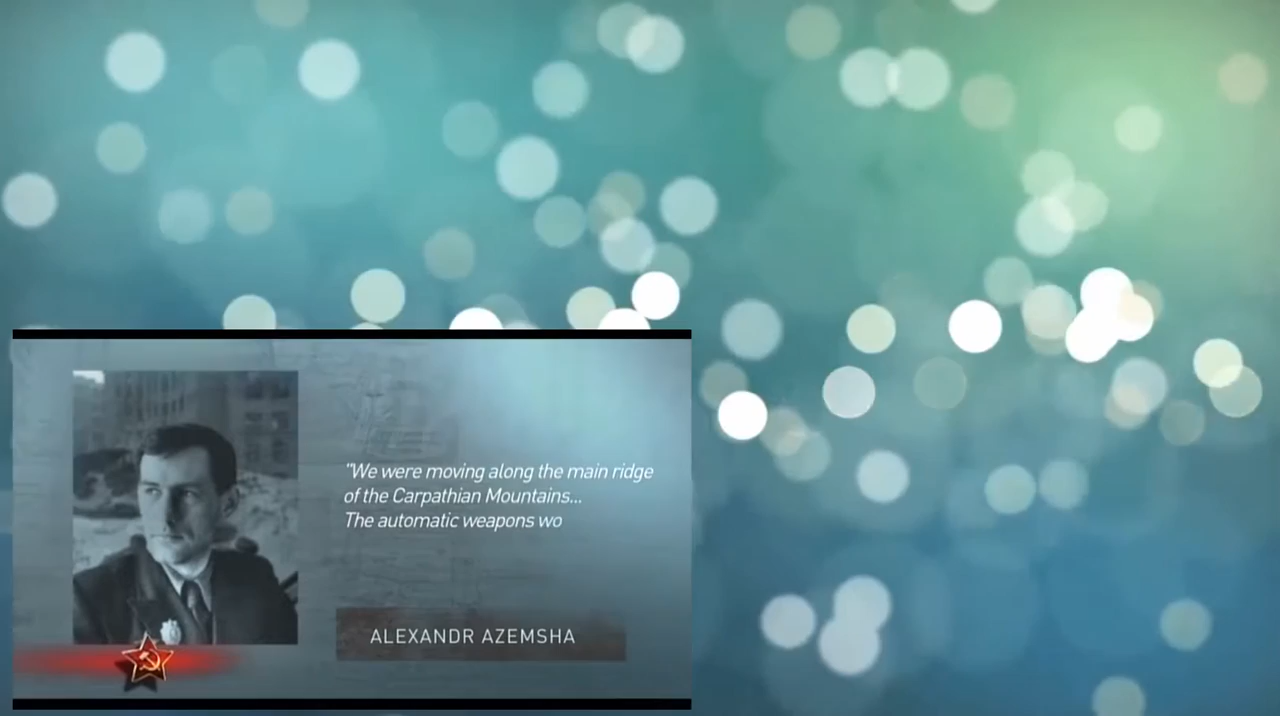 "We were moving along the main ridge
of the Carpathian Mountains...
The automatic weapons wo
ALEXANDR AZEMSHA